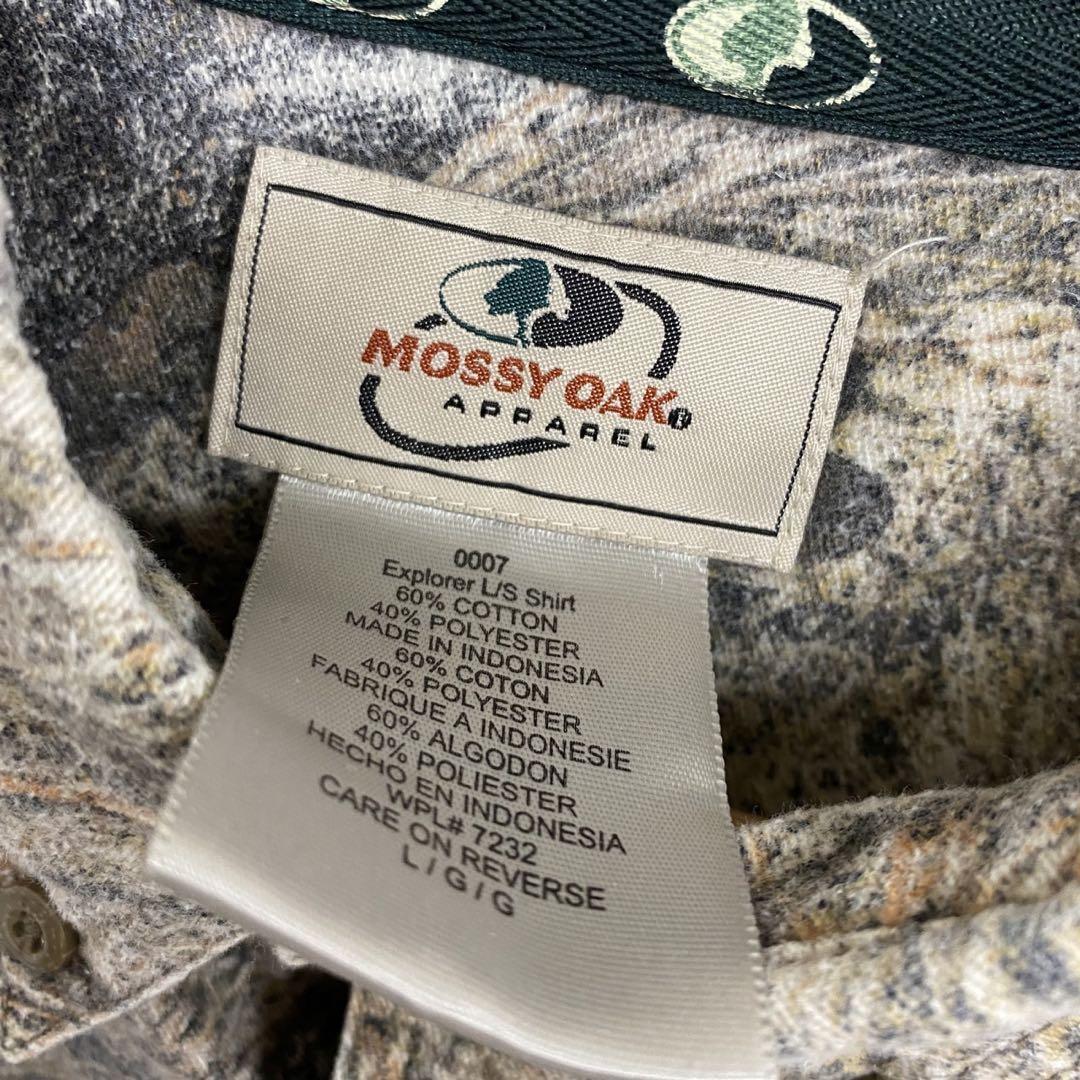 MOSSY OAK
APPAREL
0007
Explorer L/S Shirt
60% COTTON
40% POLYESTER
MADE IN INDONESIA
60% COTON
40% POLYESTER
FABRIQUE A INDONESIE
60% ALGODON
40% POLIESTER
HECHO EN INDONESIA
WPL# 7232
CARE ON REVERSE
L / G / G